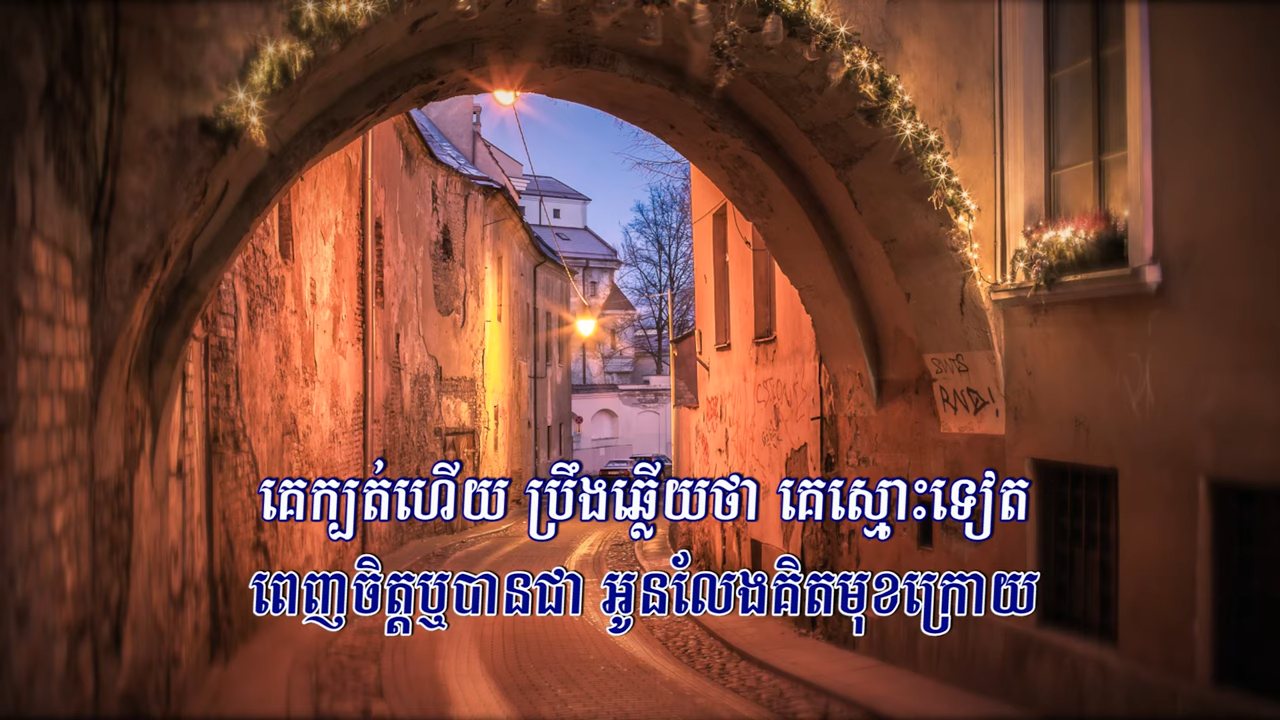 SWIS
គេក្បត់ហើយ ប្រឹងឆ្លើយថា គេស្មោះទៀត
ពេញចិត្តឬបានជា អូនលែងគិតមុខក្រោយ